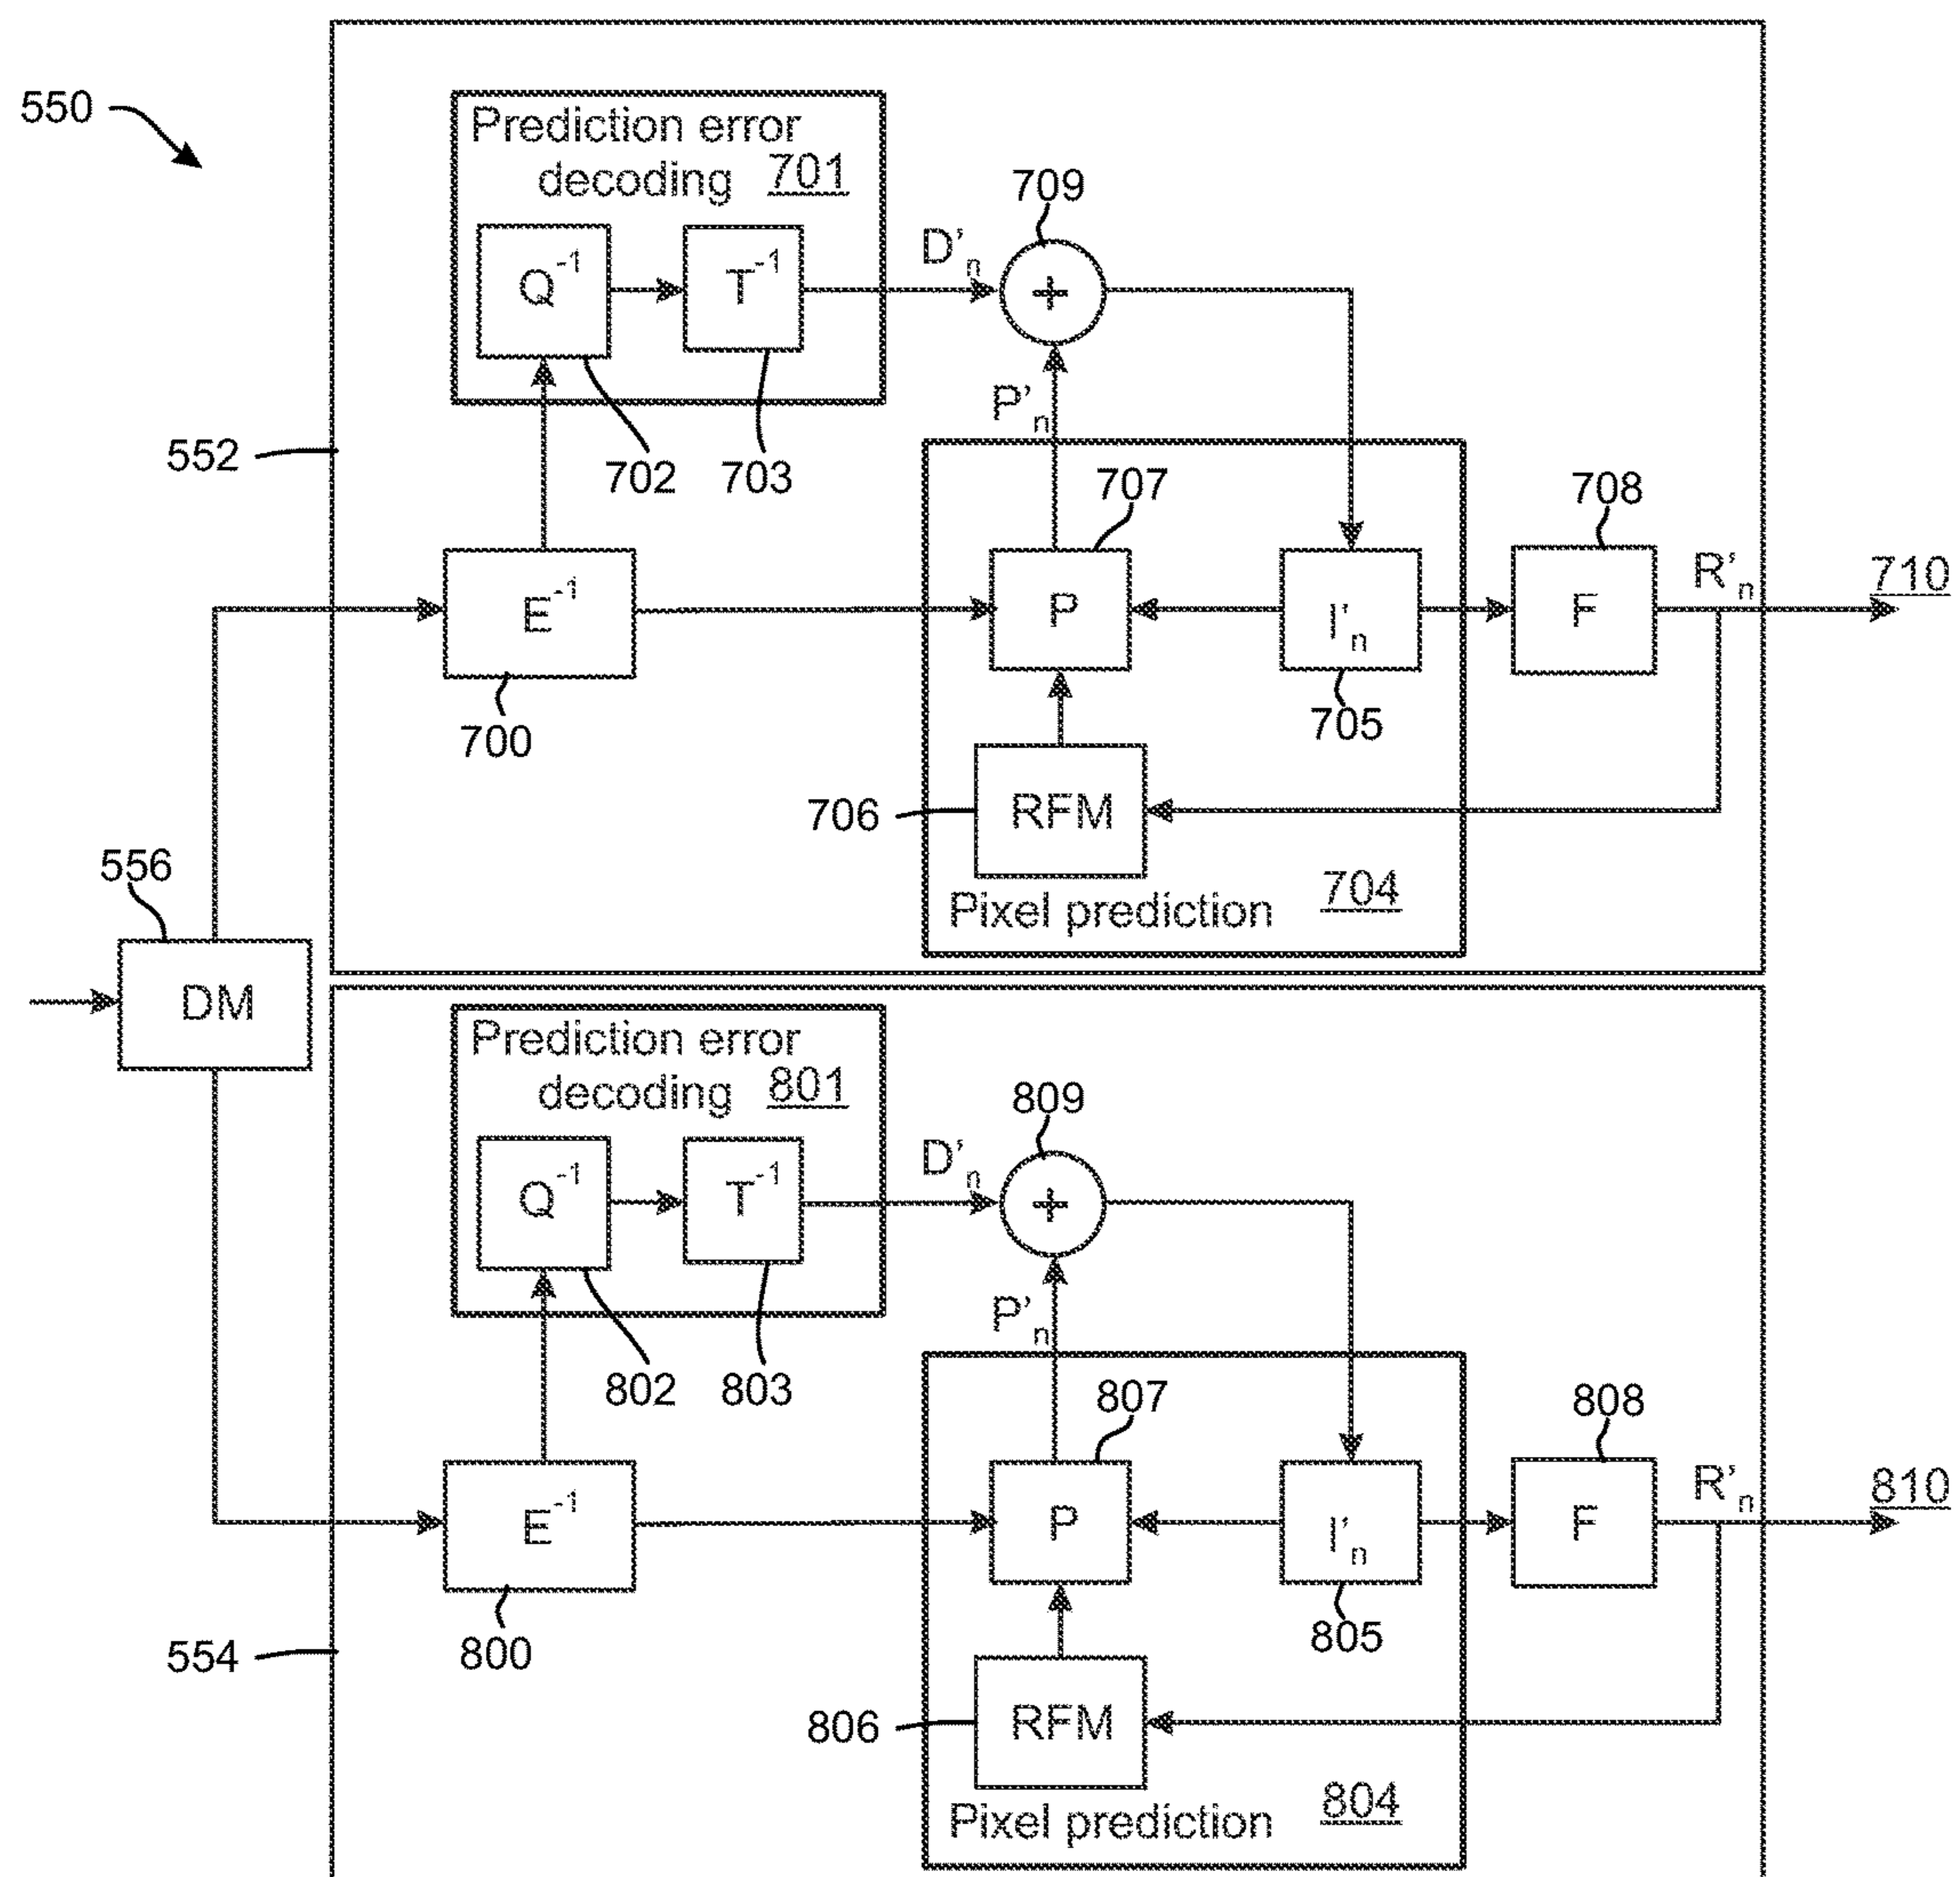 550
Prediction error
decoding 701
709
Q⁻¹
T⁻¹
D'ₙ
+
P'ₙ
552
702
703
707
708
E⁻¹
P
I'ₙ
F
R'ₙ
710
700
705
706
RFM
Pixel prediction 704
556
DM
Prediction error
decoding 801
809
Q⁻¹
T⁻¹
D'ₙ
+
P'ₙ
802
803
807
808
E⁻¹
P
I'ₙ
F
R'ₙ
810
800
805
554
806
RFM
Pixel prediction 804